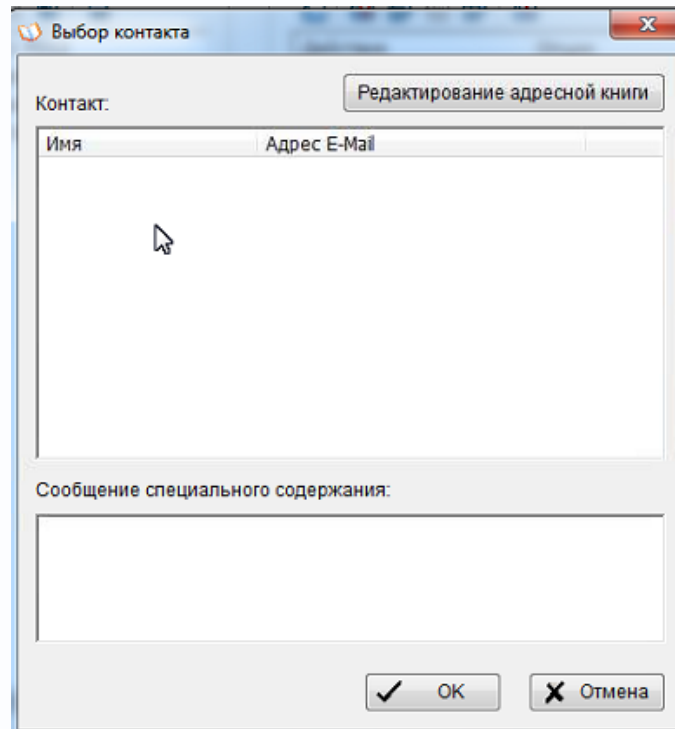 Выбор контакта
Редактирование адресной книги
Контакт:
Имя Адрес E-Mail
Сообщение специального содержания:
OK Отмена